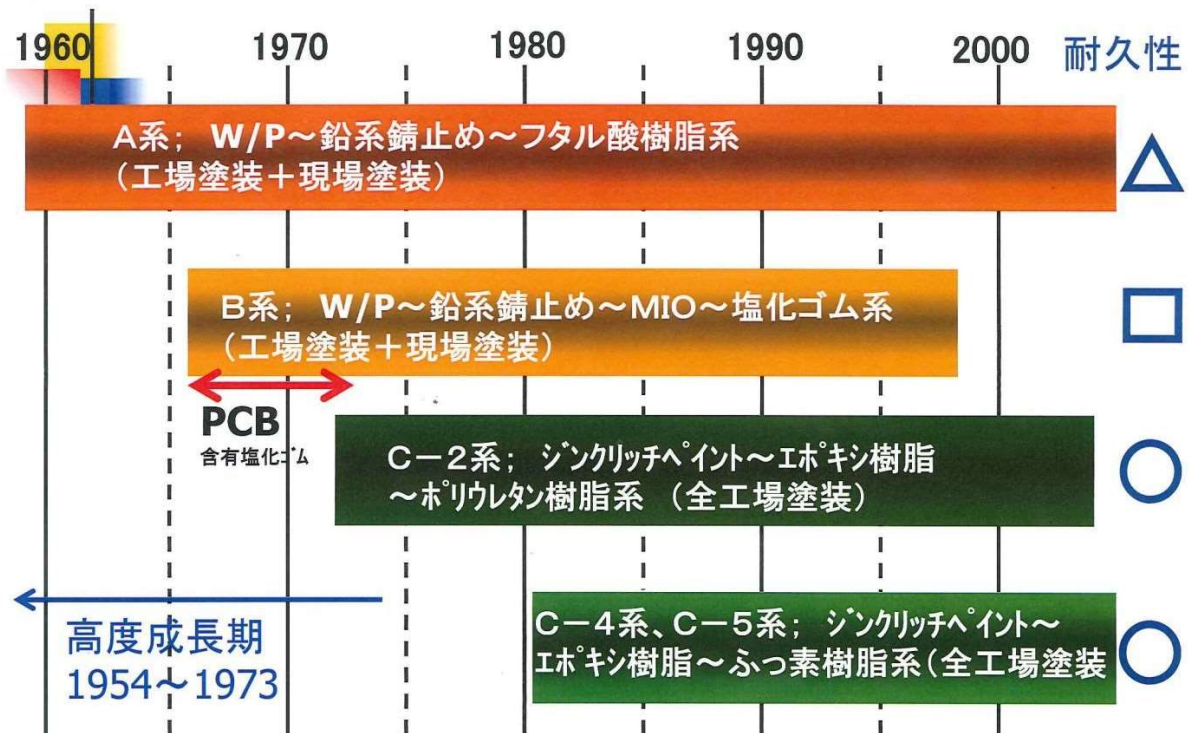 1960 1970 1980 1990 2000 耐久性
A系; W/P～鉛系錆止め～フタル酸樹脂系
（工場塗装＋現場塗装）
B系; W/P～鉛系錆止め～MIO～塩化ゴム系
（工場塗装＋現場塗装）
PCB
含有塩化ｺﾞﾑ
C－2系; ｼﾞﾝｸﾘｯﾁﾍﾟｲﾝﾄ～ｴﾎﾟｷｼ樹脂
～ﾎﾟﾘｳﾚﾀﾝ樹脂系 （全工場塗装）
高度成長期
1954～1973
C－4系、C－5系; ｼﾞﾝｸﾘｯﾁﾍﾟｲﾝﾄ～
ｴﾎﾟｷｼ樹脂～ふっ素樹脂系（全工場塗装